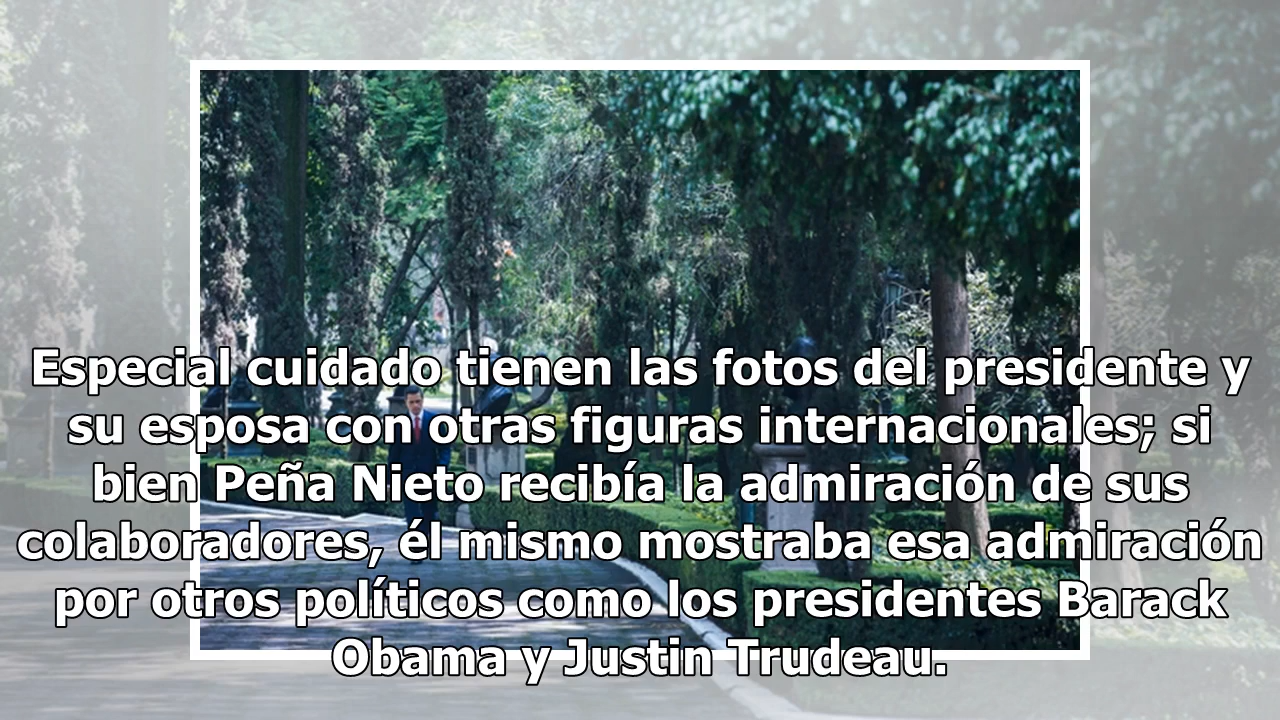 Especial cuidado tienen las fotos del presidente y
su esposa con otras figuras internacionales; si
bien Peña Nieto recibía la admiración de sus
colaboradores, él mismo mostraba esa admiración
por otros políticos como los presidentes Barack
Obama y Justin Trudeau.